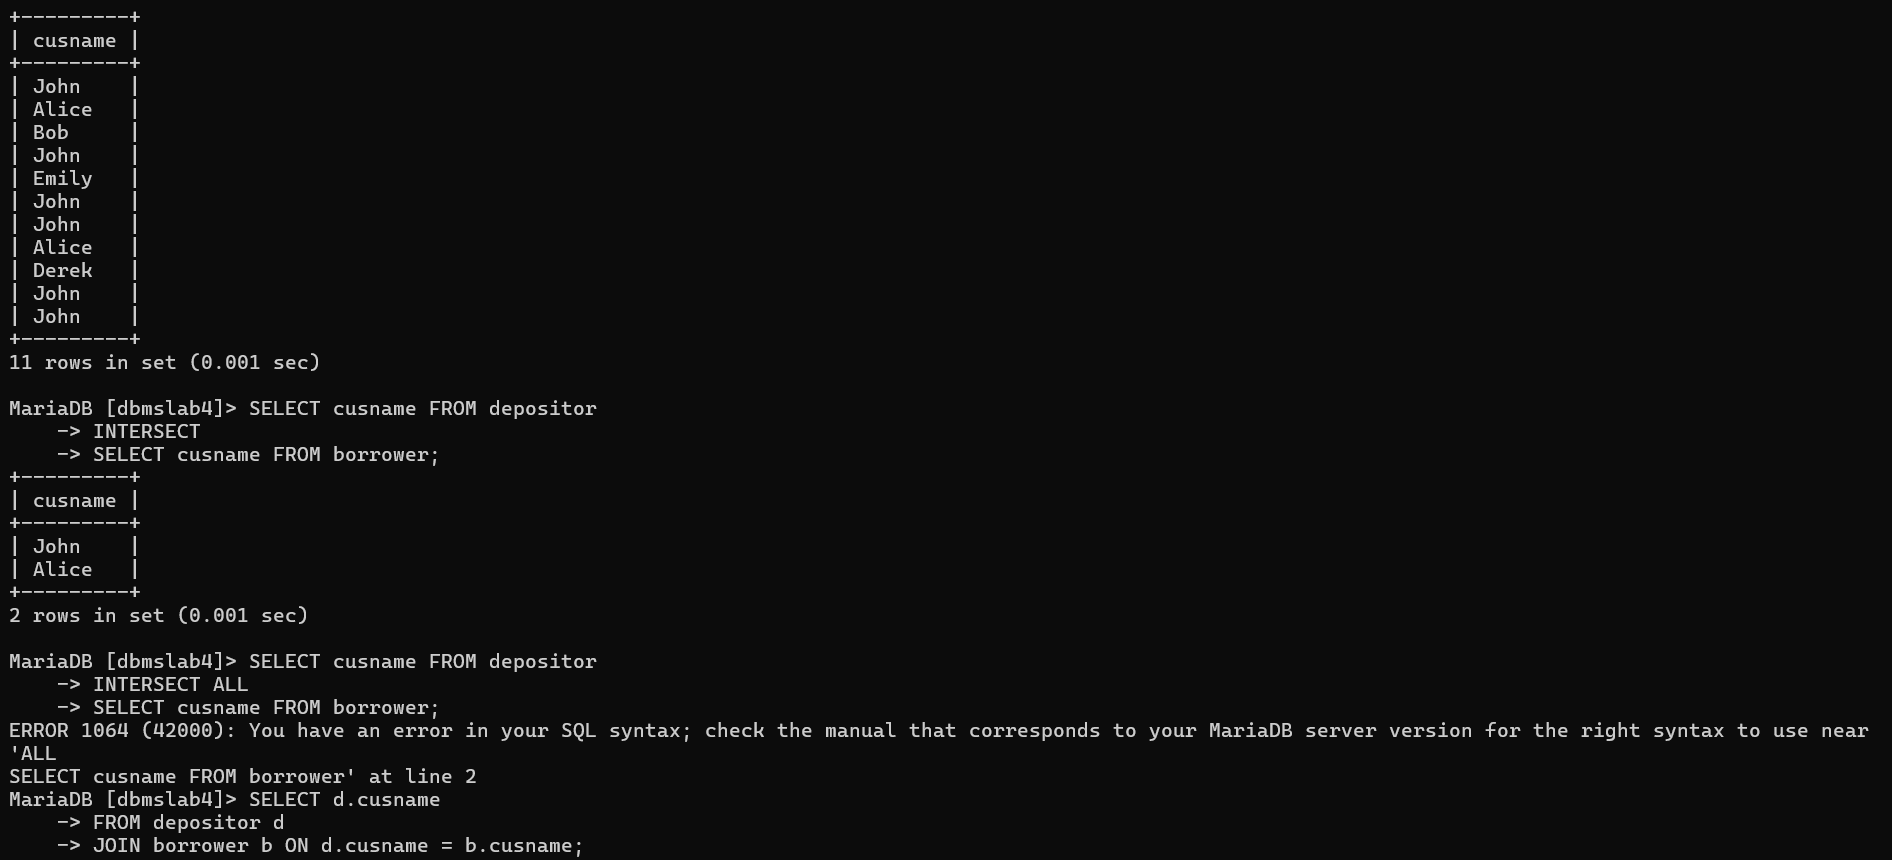 +---------+
| cusname |
+---------+
| John    |
| Alice   |
| Bob     |
| John    |
| Emily   |
| John    |
| John    |
| Alice   |
| Derek   |
| John    |
| John    |
+---------+
11 rows in set (0.001 sec)

MariaDB [dbmslab4]> SELECT cusname FROM depositor
    -> INTERSECT
    -> SELECT cusname FROM borrower;
+---------+
| cusname |
+---------+
| John    |
| Alice   |
+---------+
2 rows in set (0.001 sec)

MariaDB [dbmslab4]> SELECT cusname FROM depositor
    -> INTERSECT ALL
    -> SELECT cusname FROM borrower;
ERROR 1064 (42000): You have an error in your SQL syntax; check the manual that corresponds to your MariaDB server version for the right syntax to use near
'ALL
SELECT cusname FROM borrower' at line 2
MariaDB [dbmslab4]> SELECT d.cusname
    -> FROM depositor d
    -> JOIN borrower b ON d.cusname = b.cusname;